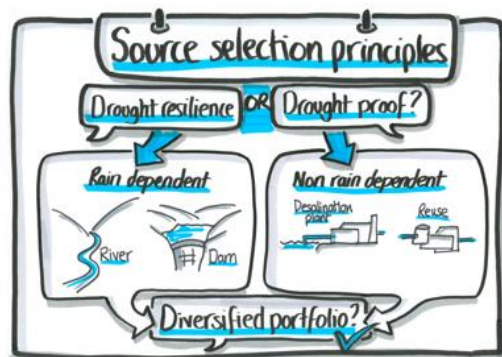 Source selection principles
Drought resilience OR Drought proof?
Rain dependent
River
Dam
Non rain dependent
Desalination
plant
Reuse
Diversified portfolio?